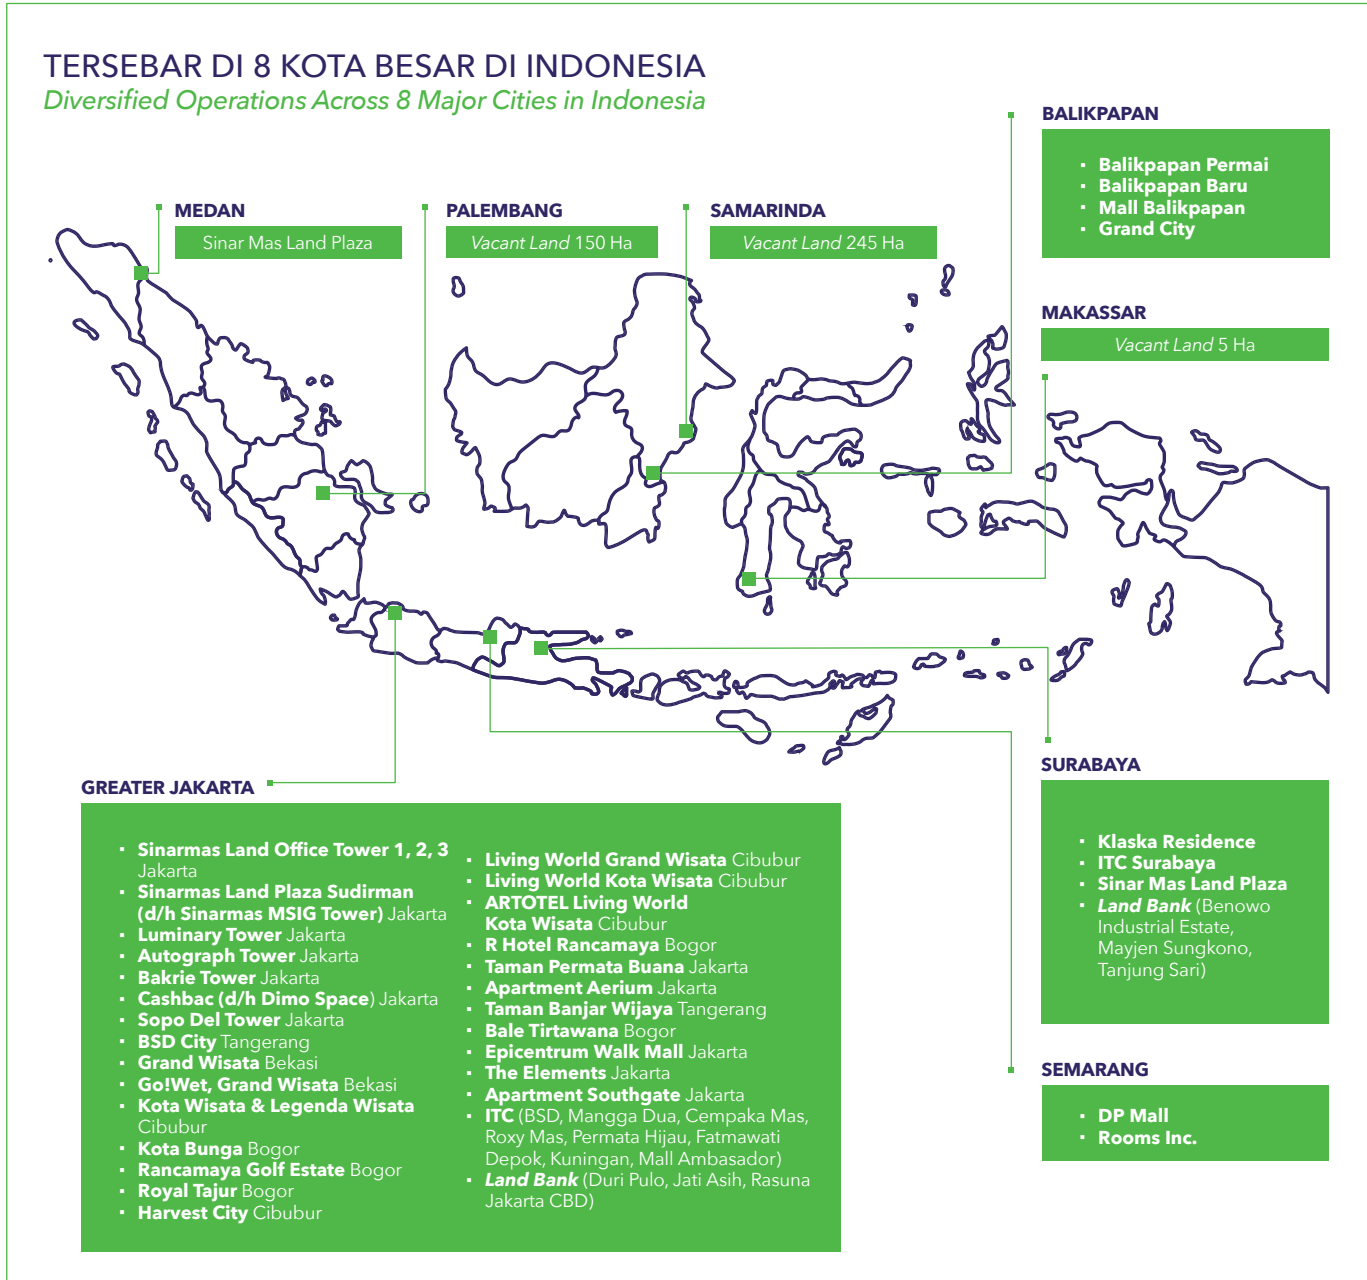 TERSEBAR DI 8 KOTA BESAR DI INDONESIA
Diversified Operations Across 8 Major Cities in Indonesia
MEDAN
Sinar Mas Land Plaza
PALEMBANG
Vacant Land 150 Ha
SAMARINDA
Vacant Land 245 Ha
BALIKPAPAN
▪ Balikpapan Permai
▪ Balikpapan Baru
▪ Mall Balikpapan
▪ Grand City
MAKASSAR
Vacant Land 5 Ha
GREATER JAKARTA
▪ Sinarmas Land Office Tower 1, 2, 3
Jakarta
▪ Sinarmas Land Plaza Sudirman
(d/h Sinarmas MSIG Tower) Jakarta
▪ Luminary Tower Jakarta
▪ Autograph Tower Jakarta
▪ Bakrie Tower Jakarta
▪ Cashbac (d/h Dimo Space) Jakarta
▪ Sopo Del Tower Jakarta
▪ BSD City Tangerang
▪ Grand Wisata Bekasi
▪ Go!Wet, Grand Wisata Bekasi
▪ Kota Wisata & Legenda Wisata
Cibubur
▪ Kota Bunga Bogor
▪ Rancamaya Golf Estate Bogor
▪ Royal Tajur Bogor
▪ Harvest City Cibubur
▪ Living World Grand Wisata Cibubur
▪ Living World Kota Wisata Cibubur
▪ ARTOTEL Living World
Kota Wisata Cibubur
▪ R Hotel Rancamaya Bogor
▪ Taman Permata Buana Jakarta
▪ Apartment Aerium Jakarta
▪ Taman Banjar Wijaya Tangerang
▪ Bale Tirtawana Bogor
▪ Epicentrum Walk Mall Jakarta
▪ The Elements Jakarta
▪ Apartment Southgate Jakarta
▪ ITC (BSD, Mangga Dua, Cempaka Mas,
Roxy Mas, Permata Hijau, Fatmawati
Depok, Kuningan, Mall Ambasador)
▪ Land Bank (Duri Pulo, Jati Asih, Rasuna
Jakarta CBD)
SURABAYA
▪ Klaska Residence
▪ ITC Surabaya
▪ Sinar Mas Land Plaza
▪ Land Bank (Benowo
Industrial Estate,
Mayjen Sungkono,
Tanjung Sari)
SEMARANG
▪ DP Mall
▪ Rooms Inc.